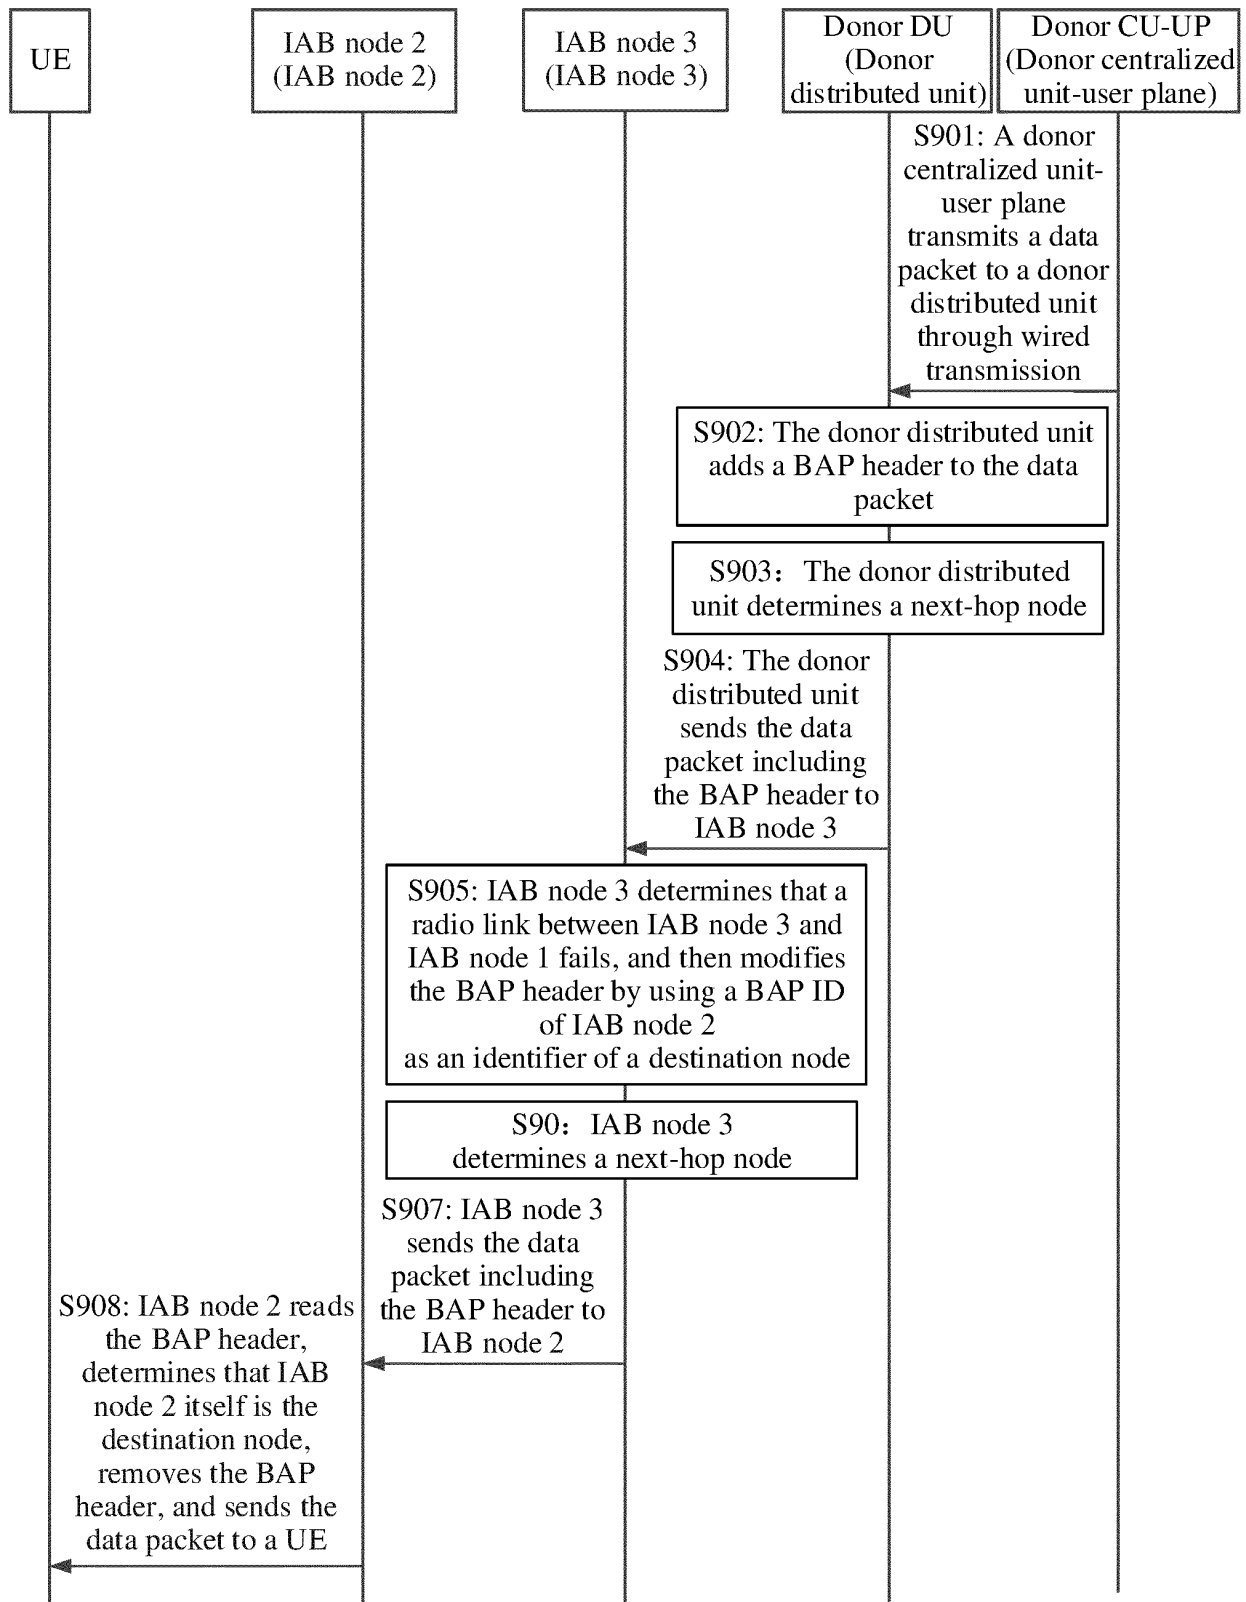 UE
IAB node 2
(IAB node 2)
IAB node 3
(IAB node 3)
Donor DU
(Donor
distributed unit)
Donor CU-UP
(Donor centralized
unit-user plane)
S901: A donor
centralized unit-
user plane
transmits a data
packet to a donor
distributed unit
through wired
transmission
S902: The donor distributed unit
adds a BAP header to the data
packet
S903：The donor distributed
unit determines a next-hop node
S904: The donor
distributed unit
sends the data
packet including
the BAP header to
IAB node 3
S905: IAB node 3 determines that a
radio link between IAB node 3 and
IAB node 1 fails, and then modifies
the BAP header by using a BAP ID
of IAB node 2
as an identifier of a destination node
S90：IAB node 3
determines a next-hop node
S907: IAB node 3
sends the data
packet including
the BAP header to
IAB node 2
S908: IAB node 2 reads
the BAP header,
determines that IAB
node 2 itself is the
destination node,
removes the BAP
header, and sends the
data packet to a UE